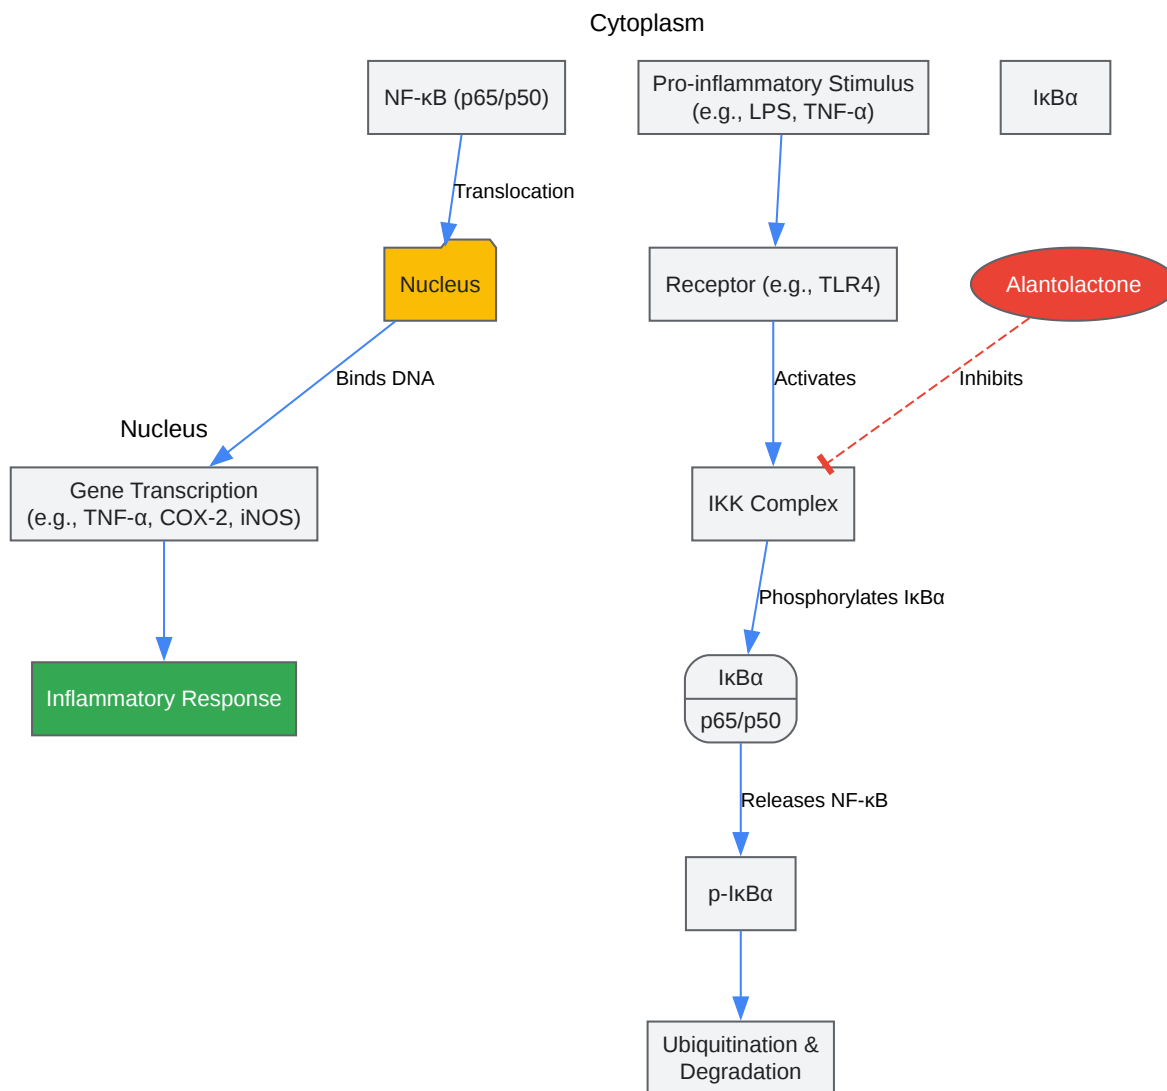 Cytoplasm
NF-κB (p65/p50)
Pro-inflammatory Stimulus
(e.g., LPS, TNF-α)
IκBα
Translocation
Nucleus
Receptor (e.g., TLR4)
Alantolactone
Binds DNA
Activates
Inhibits
Nucleus
Gene Transcription
(e.g., TNF-α, COX-2, iNOS)
IKK Complex
Phosphorylates IκBα
Inflammatory Response
IκBα
p65/p50
Releases NF-κB
p-IκBα
Ubiquitination &
Degradation